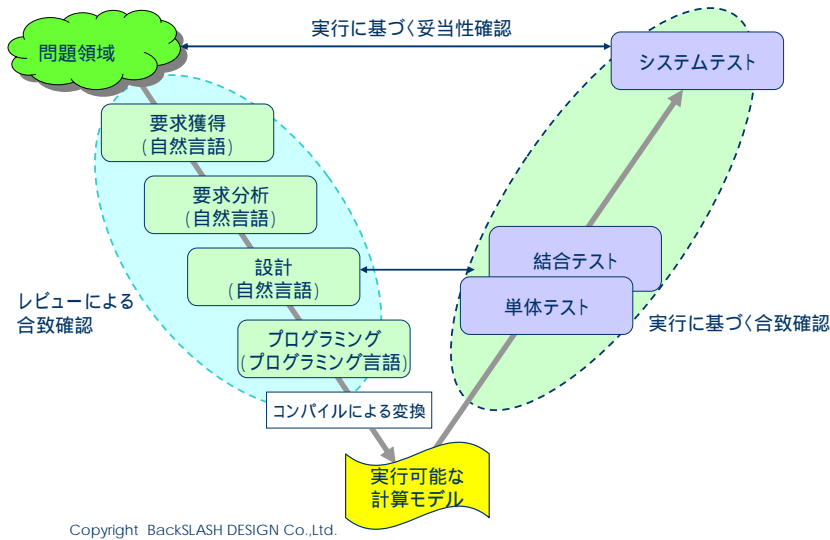 実行に基づく妥当性確認
問題領域
システムテスト
要求獲得
(自然言語)
要求分析
(自然言語)
設計
(自然言語)
結合テスト
単体テスト
レビューによる
合致確認
実行に基づく合致確認
プログラミング
(プログラミング言語)
コンパイルによる変換
実行可能な
計算モデル
Copyright BackSLASH DESIGN Co.,Ltd.